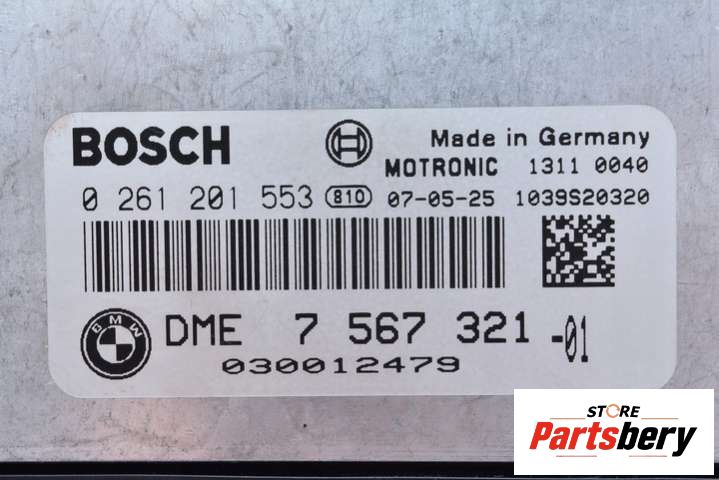 BOSCH Made in Germany
MOTRONIC 1311 0040
0 261 201 553 810 07-05-25 1039S20320
BMW DME 7 567 321 -01
030012479
STORE
Partsbery